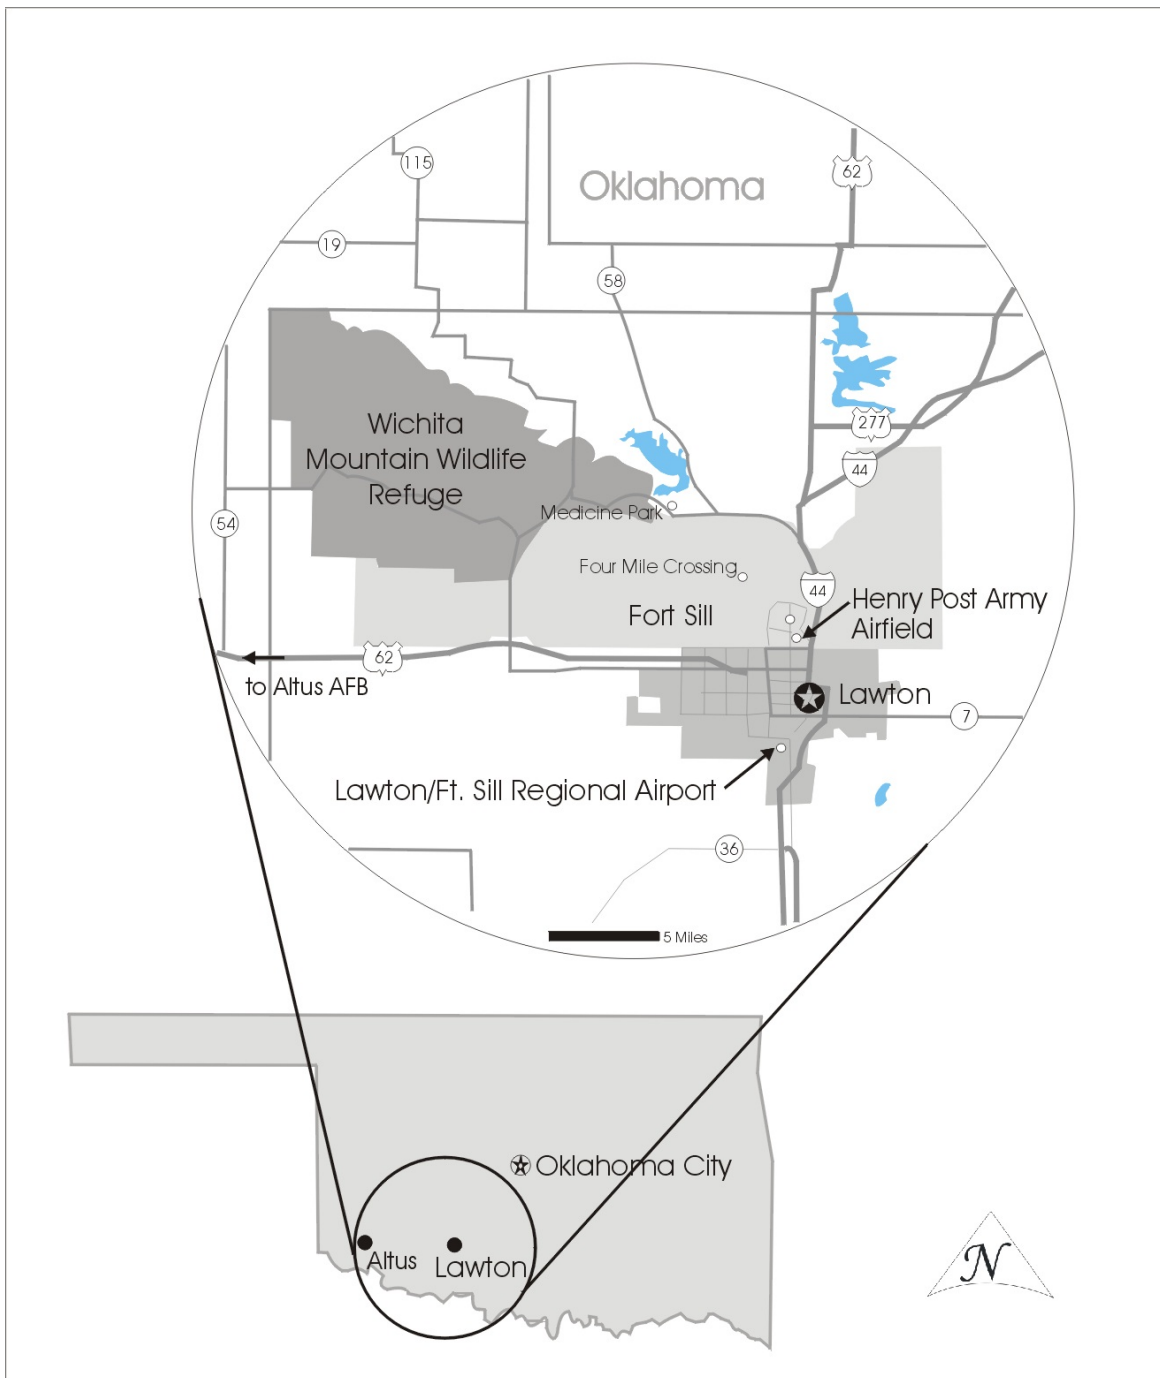 115
Oklahoma
62
19
58
Wichita
Mountain Wildlife
Refuge
277
44
54
Medicine Park
Four Mile Crossing
44
Fort Sill
Henry Post Army
Airfield
62
to Altus AFB
Lawton
7
Lawton/Ft. Sill Regional Airport
36
5 Miles
Oklahoma City
Altus
Lawton
N